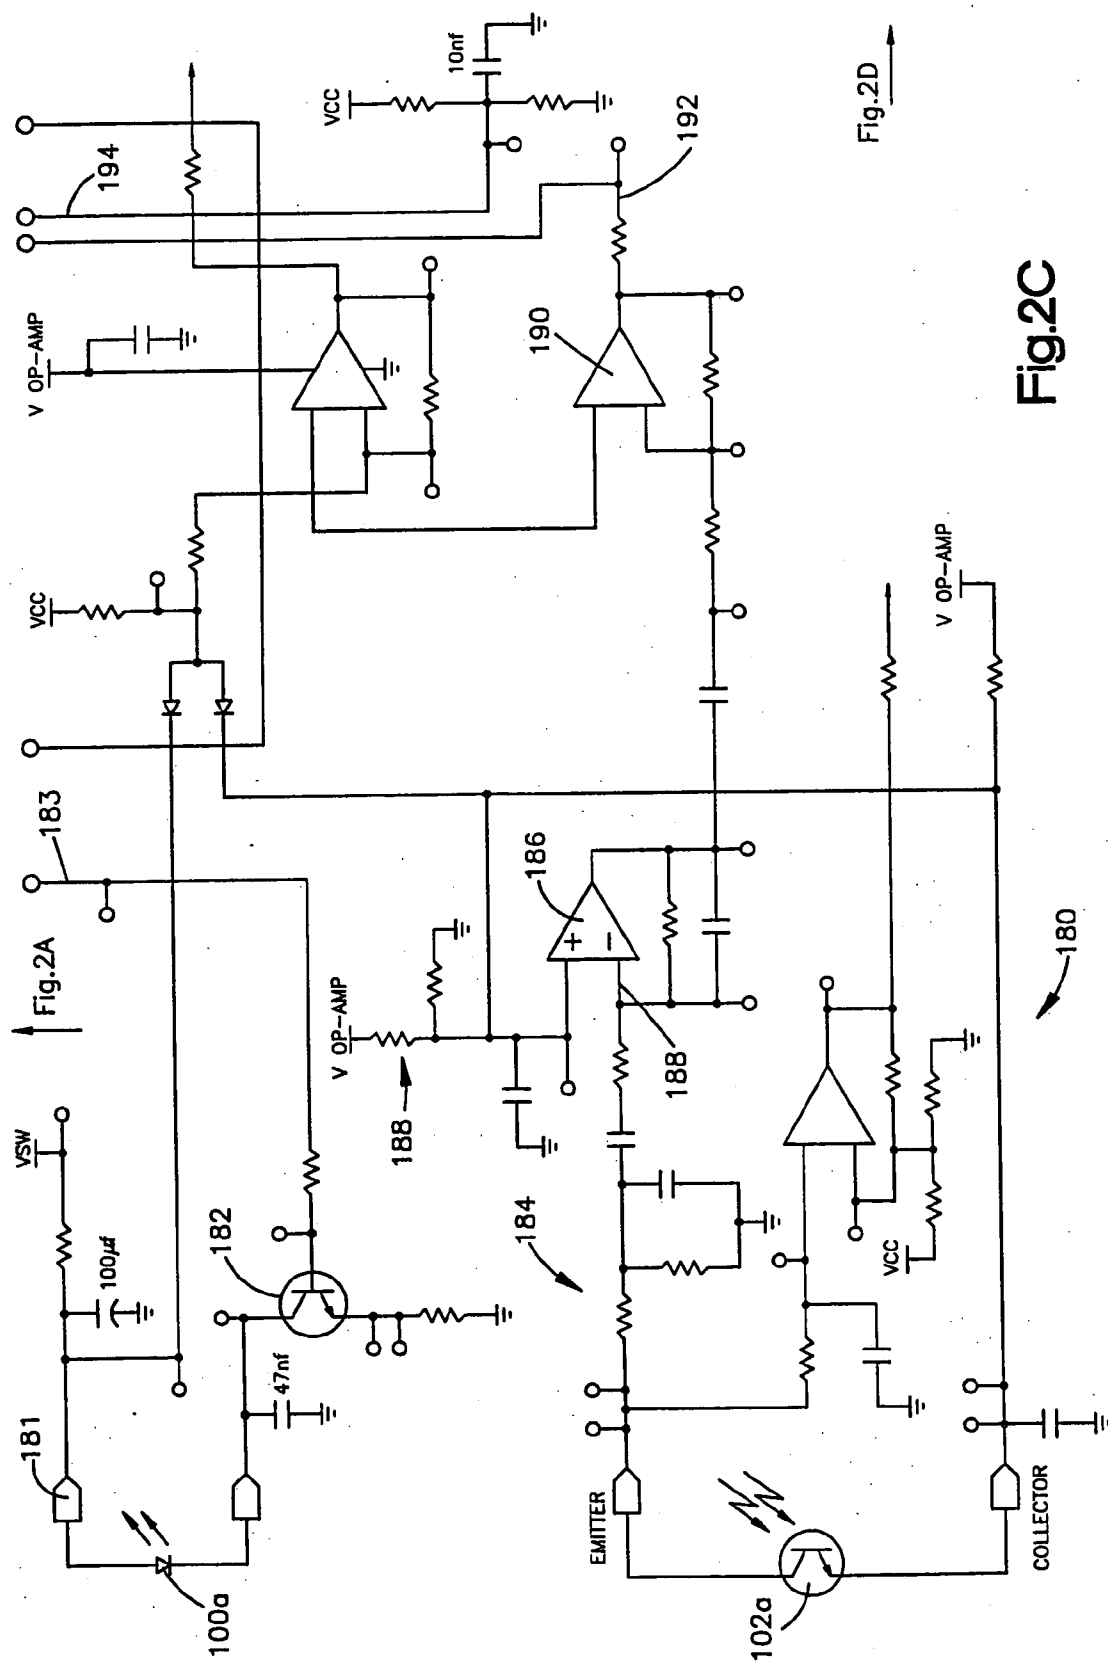 Fig.2A
183
194
VCC
V OP-AMP
VCC
10nf
VSW
100µf
181
182
47nf
100a
V OP-AMP
188
186
190
192
184
188
EMITTER
VCC
V OP-AMP
102a
COLLECTOR
180
Fig.2D
Fig.2C
+
−